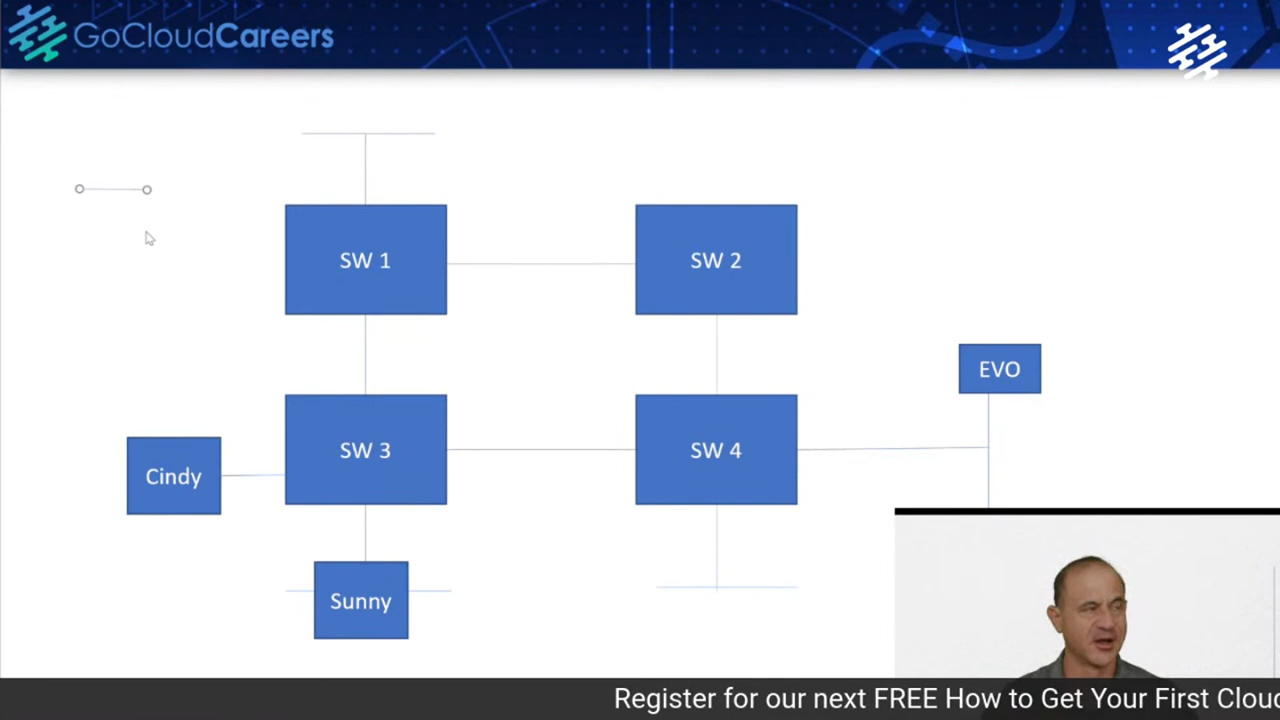 GoCloudCareers
SW 1
SW 2
EVO
SW 3
SW 4
Cindy
Sunny
Register for our next FREE How to Get Your First Clou